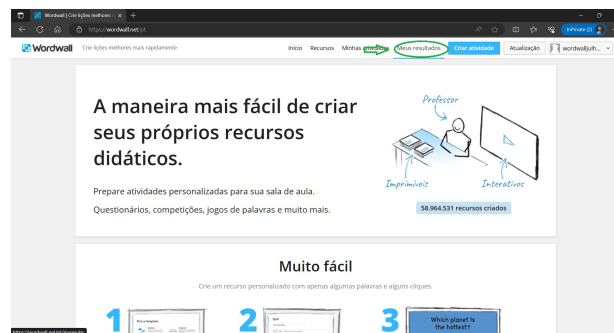 Wordwall | Crie lições melhores
https://wordwall.net/pt
InPrivate (2)
Wordwall
Crie lições melhores mais rapidamente
Início
Recursos
Minhas atividades
Meus resultados
Criar atividade
Atualização
wordwalljulh...
A maneira mais fácil de criar
seus próprios recursos
didáticos.
Prepare atividades personalizadas para sua sala de aula.
Questionários, competições, jogos de palavras e muito mais.
Professor
Imprimíveis
Interativos
58.964.531 recursos criados
Muito fácil
Crie um recurso personalizado com apenas algumas palavras e alguns cliques.
1
Pick a template
2
3
Which planet is
the hottest?